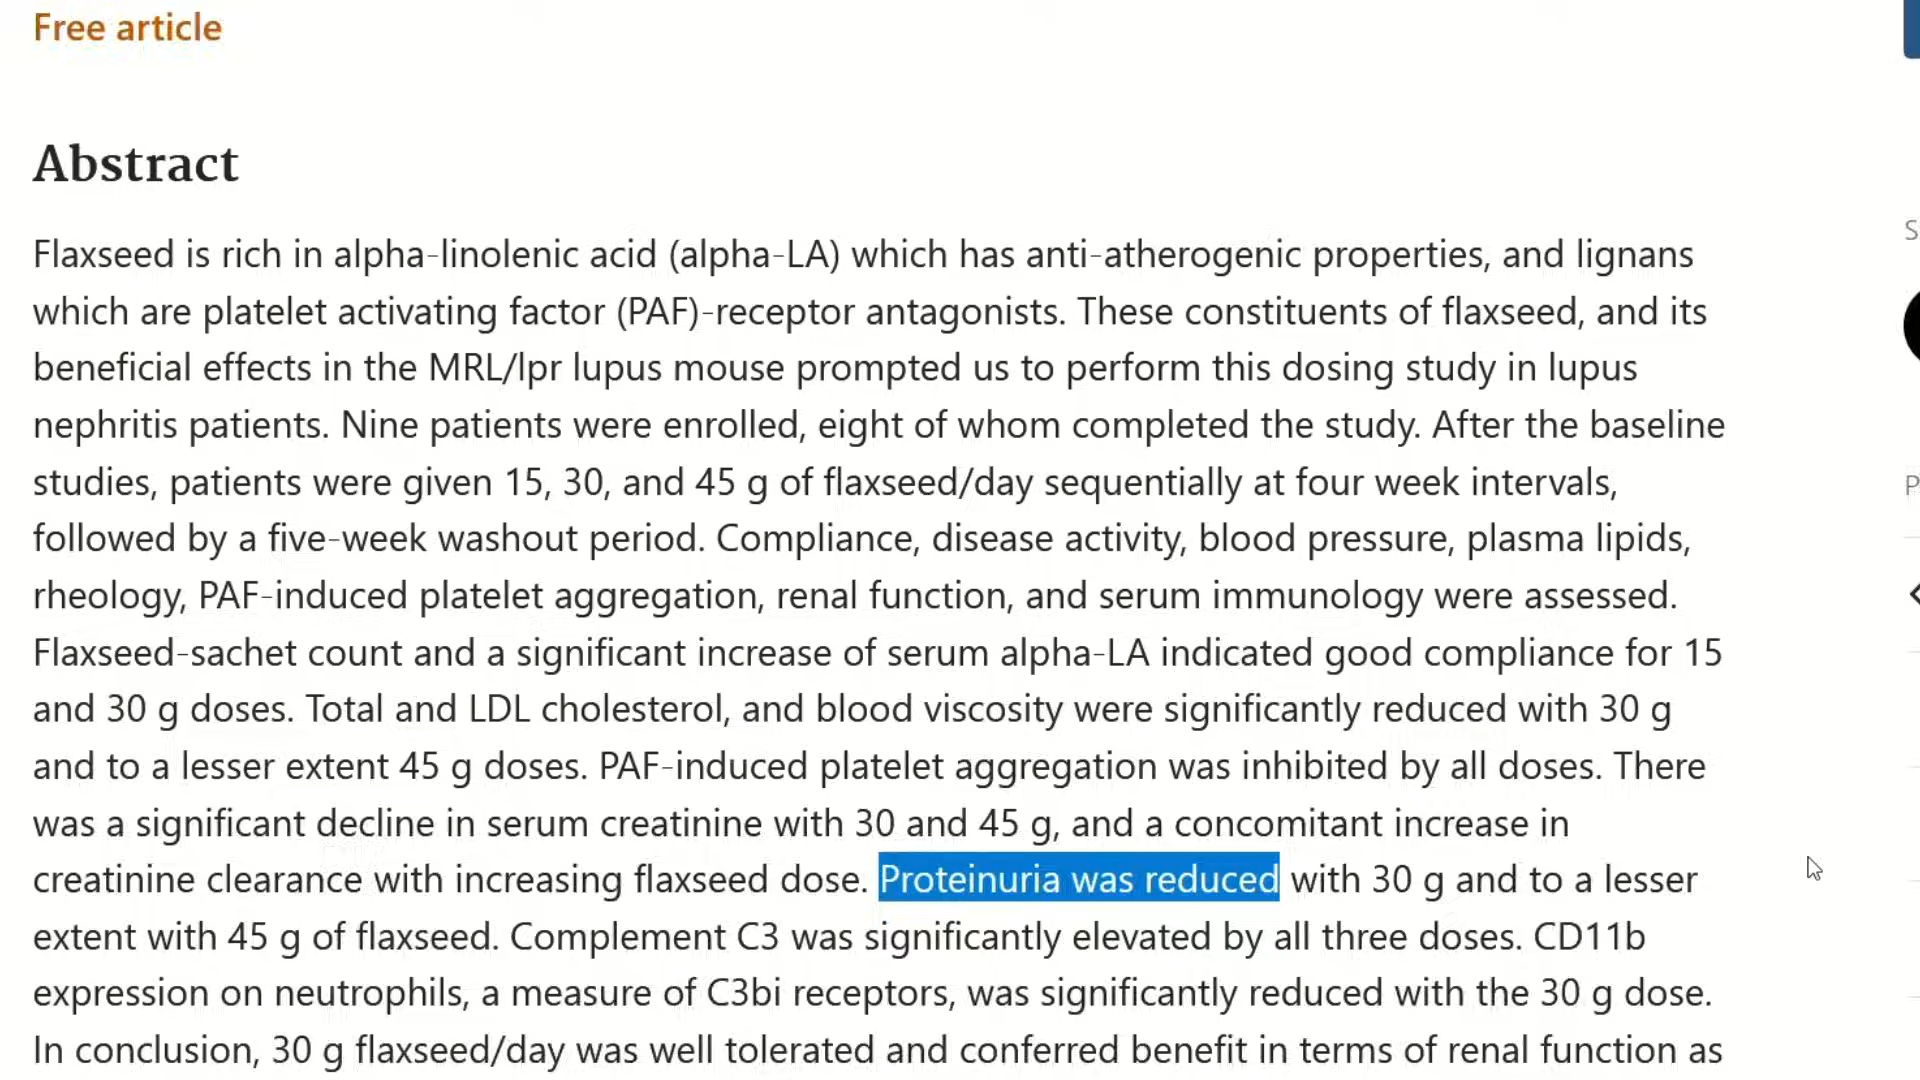 Free article
Abstract
Flaxseed is rich in alpha-linolenic acid (alpha-LA) which has anti-atherogenic properties, and lignans
which are platelet activating factor (PAF)-receptor antagonists. These constituents of flaxseed, and its
beneficial effects in the MRL/lpr lupus mouse prompted us to perform this dosing study in lupus
nephritis patients. Nine patients were enrolled, eight of whom completed the study. After the baseline
studies, patients were given 15, 30, and 45 g of flaxseed/day sequentially at four week intervals,
followed by a five-week washout period. Compliance, disease activity, blood pressure, plasma lipids,
rheology, PAF-induced platelet aggregation, renal function, and serum immunology were assessed.
Flaxseed-sachet count and a significant increase of serum alpha-LA indicated good compliance for 15
and 30 g doses. Total and LDL cholesterol, and blood viscosity were significantly reduced with 30 g
and to a lesser extent 45 g doses. PAF-induced platelet aggregation was inhibited by all doses. There
was a significant decline in serum creatinine with 30 and 45 g, and a concomitant increase in
creatinine clearance with increasing flaxseed dose. Proteinuria was reduced with 30 g and to a lesser
extent with 45 g of flaxseed. Complement C3 was significantly elevated by all three doses. CD11b
expression on neutrophils, a measure of C3bi receptors, was significantly reduced with the 30 g dose.
In conclusion, 30 g flaxseed/day was well tolerated and conferred benefit in terms of renal function as